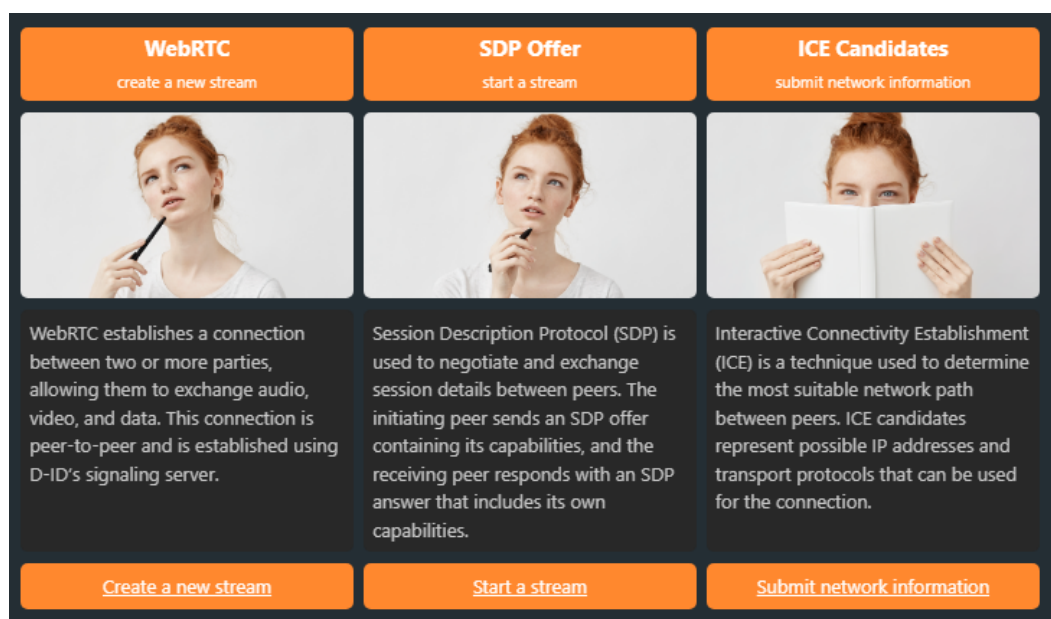 WebRTC
create a new stream
SDP Offer
start a stream
ICE Candidates
submit network information
WebRTC establishes a connection
between two or more parties,
allowing them to exchange audio,
video, and data. This connection is
peer-to-peer and is established using
D-ID's signaling server.
Session Description Protocol (SDP) is
used to negotiate and exchange
session details between peers. The
initiating peer sends an SDP offer
containing its capabilities, and the
receiving peer responds with an SDP
answer that includes its own
capabilities.
Interactive Connectivity Establishment
(ICE) is a technique used to determine
the most suitable network path
between peers. ICE candidates
represent possible IP addresses and
transport protocols that can be used
for the connection.
Create a new stream
Start a stream
Submit network information